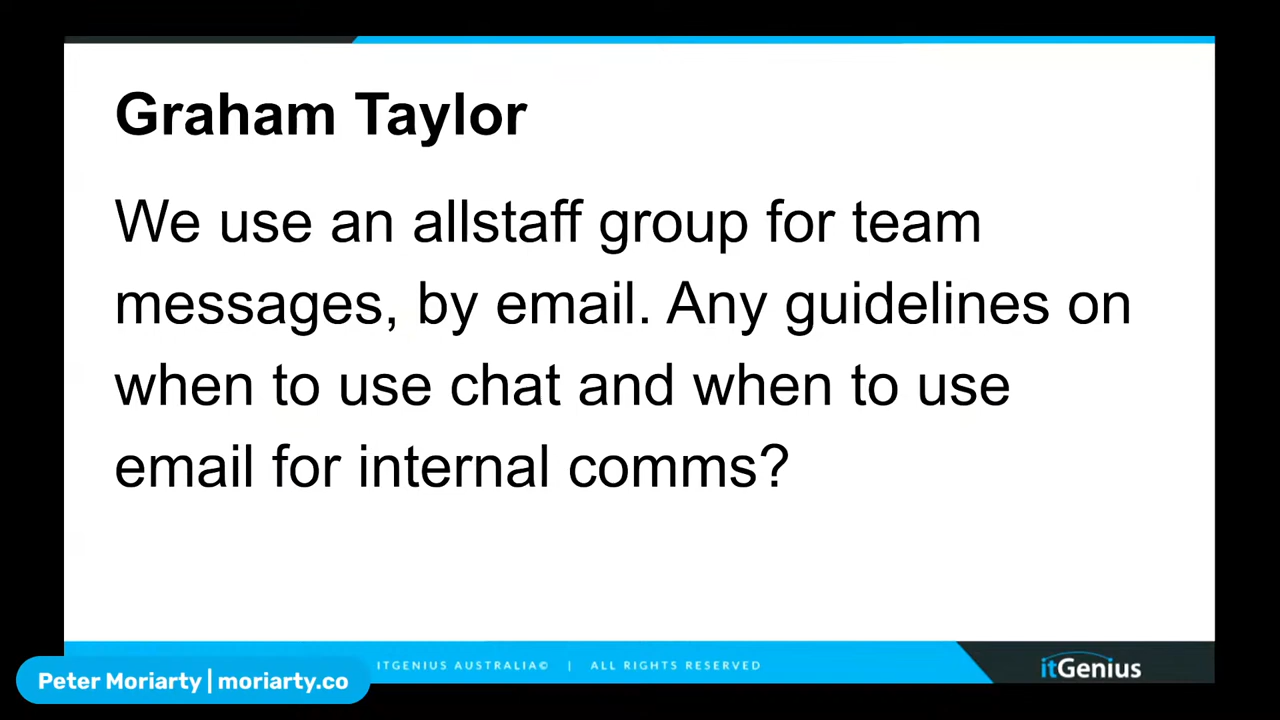 Graham Taylor
We use an allstaff group for team
messages, by email. Any guidelines on
when to use chat and when to use
email for internal comms?
ITGENIUS AUSTRALIA© | ALL RIGHTS RESERVED
itGenius
Peter Moriarty | moriarty.co